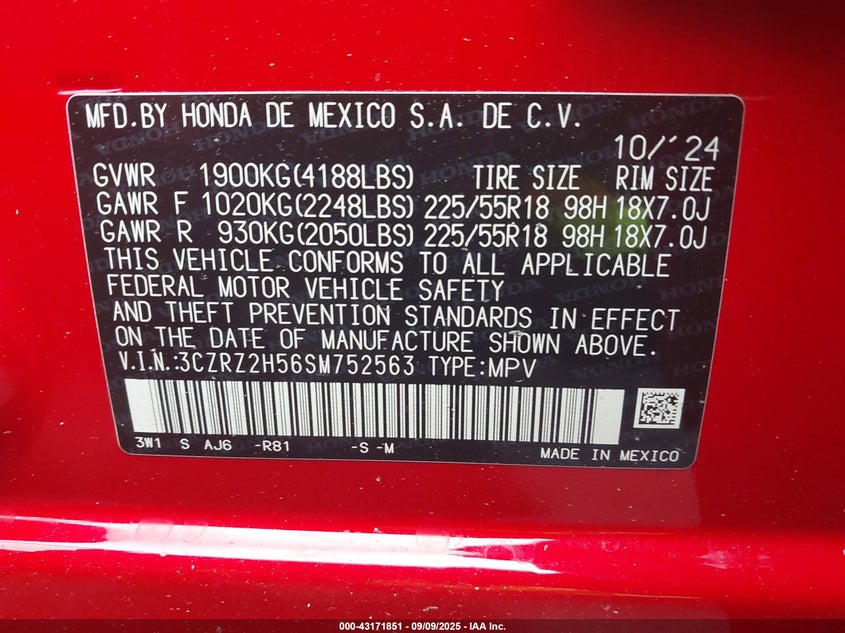 MFD.BY HONDA DE MEXICO S.A. DE C.V.
10/'24
GVWR 1900KG(4188LBS) TIRE SIZE RIM SIZE
GAWR F 1020KG(2248LBS) 225/55R18 98H 18X7.0J
GAWR R 930KG(2050LBS) 225/55R18 98H 18X7.0J
THIS VEHICLE CONFORMS TO ALL APPLICABLE
FEDERAL MOTOR VEHICLE SAFETY
AND THEFT PREVENTION STANDARDS IN EFFECT
ON THE DATE OF MANUFACTURE SHOWN ABOVE.
V.I.N.:3CZRZ2H56SM752563 TYPE:MPV
3W1 S AJ6 -R81 -S -M MADE IN MEXICO
000-43171851 | 09/09/2025 - IAA Inc.